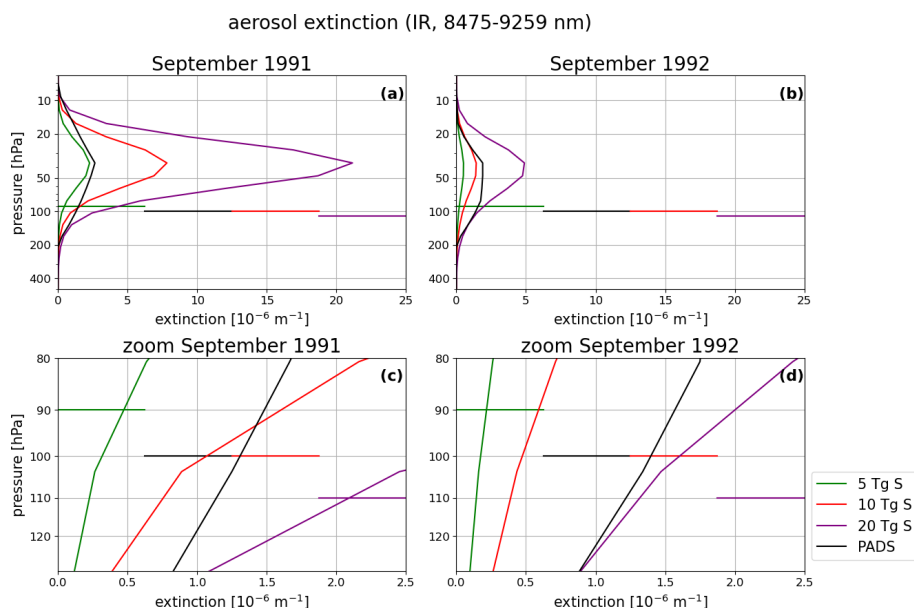 aerosol extinction (IR, 8475-9259 nm)
September 1991
September 1992
(a)
(b)
10
20
50
100
200
400
pressure [hPa]
0 5 10 15 20 25
extinction [10⁻⁶ m⁻¹]
10
20
50
100
200
400
0 5 10 15 20 25
extinction [10⁻⁶ m⁻¹]
zoom September 1991
zoom September 1992
(c)
(d)
80
90
100
110
120
pressure [hPa]
0.0 0.5 1.0 1.5 2.0 2.5
extinction [10⁻⁶ m⁻¹]
80
90
100
110
120
0.0 0.5 1.0 1.5 2.0 2.5
extinction [10⁻⁶ m⁻¹]
5 Tg S
10 Tg S
20 Tg S
PADS